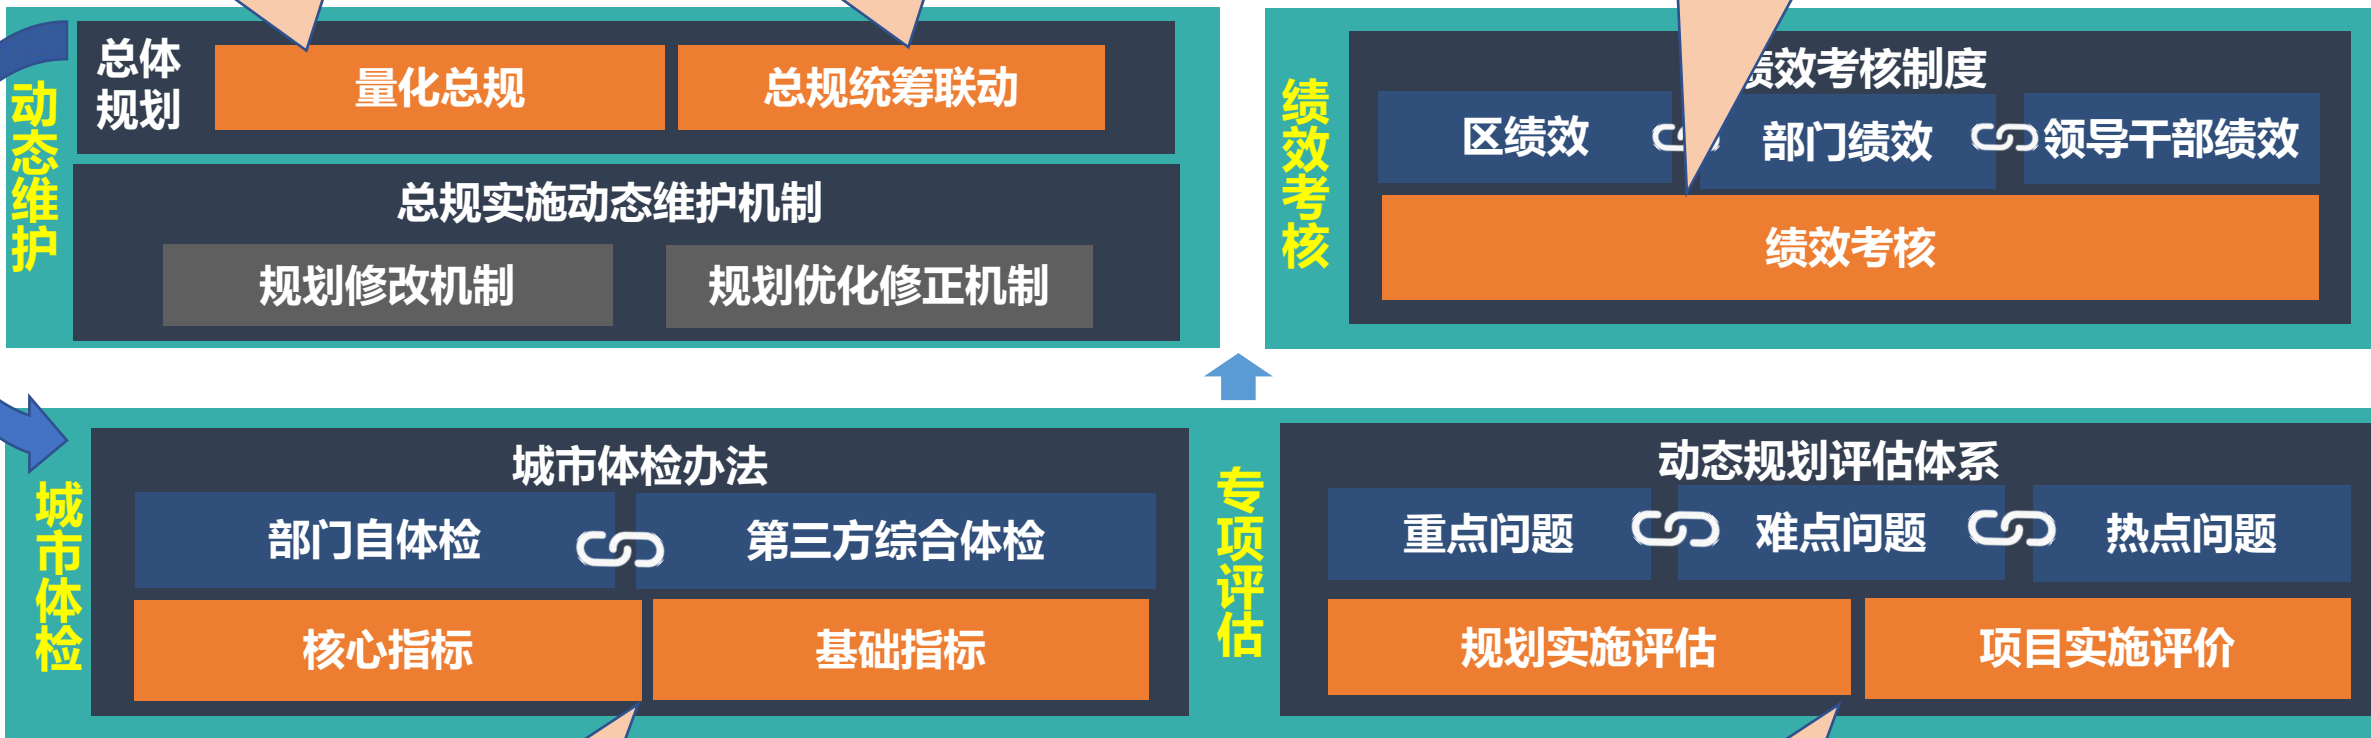 动态维护
总体
规划
量化总规
总规统筹联动
总规实施动态维护机制
规划修改机制
规划优化修正机制
绩效考核
绩效考核制度
区绩效
部门绩效
领导干部绩效
绩效考核
城市体检
城市体检办法
部门自体检
第三方综合体检
核心指标
基础指标
专项评估
动态规划评估体系
重点问题
难点问题
热点问题
规划实施评估
项目实施评价